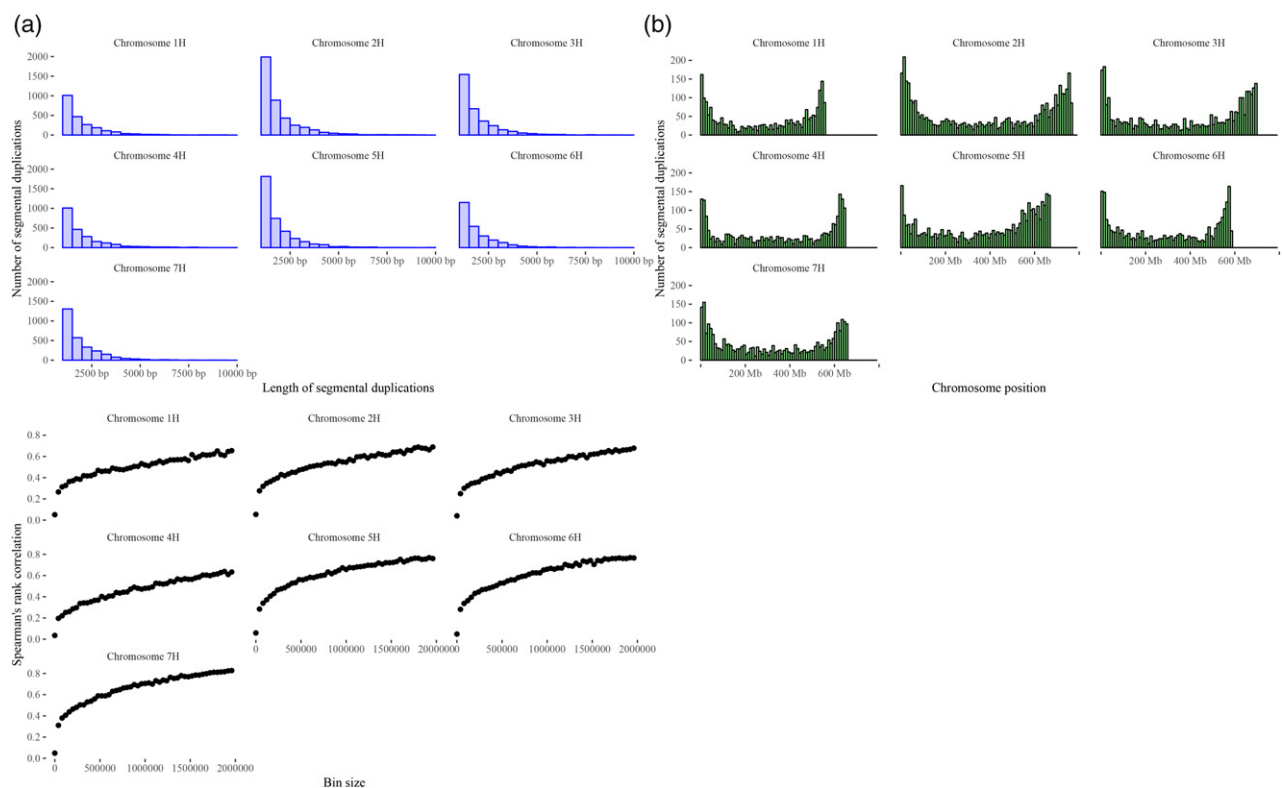 (a)
Chromosome 1H
Chromosome 2H
Chromosome 3H
2000
1500
1000
500
0
Chromosome 4H
Chromosome 5H
Chromosome 6H
2000
1500
1000
500
0
2500 bp 5000 bp 7500 bp 10000 bp
2500 bp 5000 bp 7500 bp 10000 bp
Chromosome 7H
2000
1500
1000
500
0
2500 bp 5000 bp 7500 bp 10000 bp
Number of segmental duplications
Length of segmental duplications
(b)
Chromosome 1H
Chromosome 2H
Chromosome 3H
200
150
100
50
0
Chromosome 4H
Chromosome 5H
Chromosome 6H
200
150
100
50
0
200 Mb 400 Mb 600 Mb
200 Mb 400 Mb 600 Mb
Chromosome 7H
200
150
100
50
0
200 Mb 400 Mb 600 Mb
Number of segmental duplications
Chromosome position
Chromosome 1H
Chromosome 2H
Chromosome 3H
0.8
0.6
0.4
0.2
0.0
Chromosome 4H
Chromosome 5H
Chromosome 6H
0.8
0.6
0.4
0.2
0.0
0 500000 1000000 1500000 2000000
0 500000 1000000 1500000 2000000
Chromosome 7H
0.8
0.6
0.4
0.2
0.0
0 500000 1000000 1500000 2000000
Spearman's rank correlation
Bin size